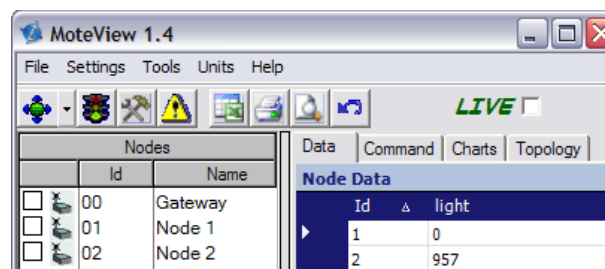 MoteView 1.4
File Settings Tools Units Help
LIVE
Nodes
Id Name
00 Gateway
01 Node 1
02 Node 2
Data Command Charts Topology
Node Data
Id light
1 0
2 957